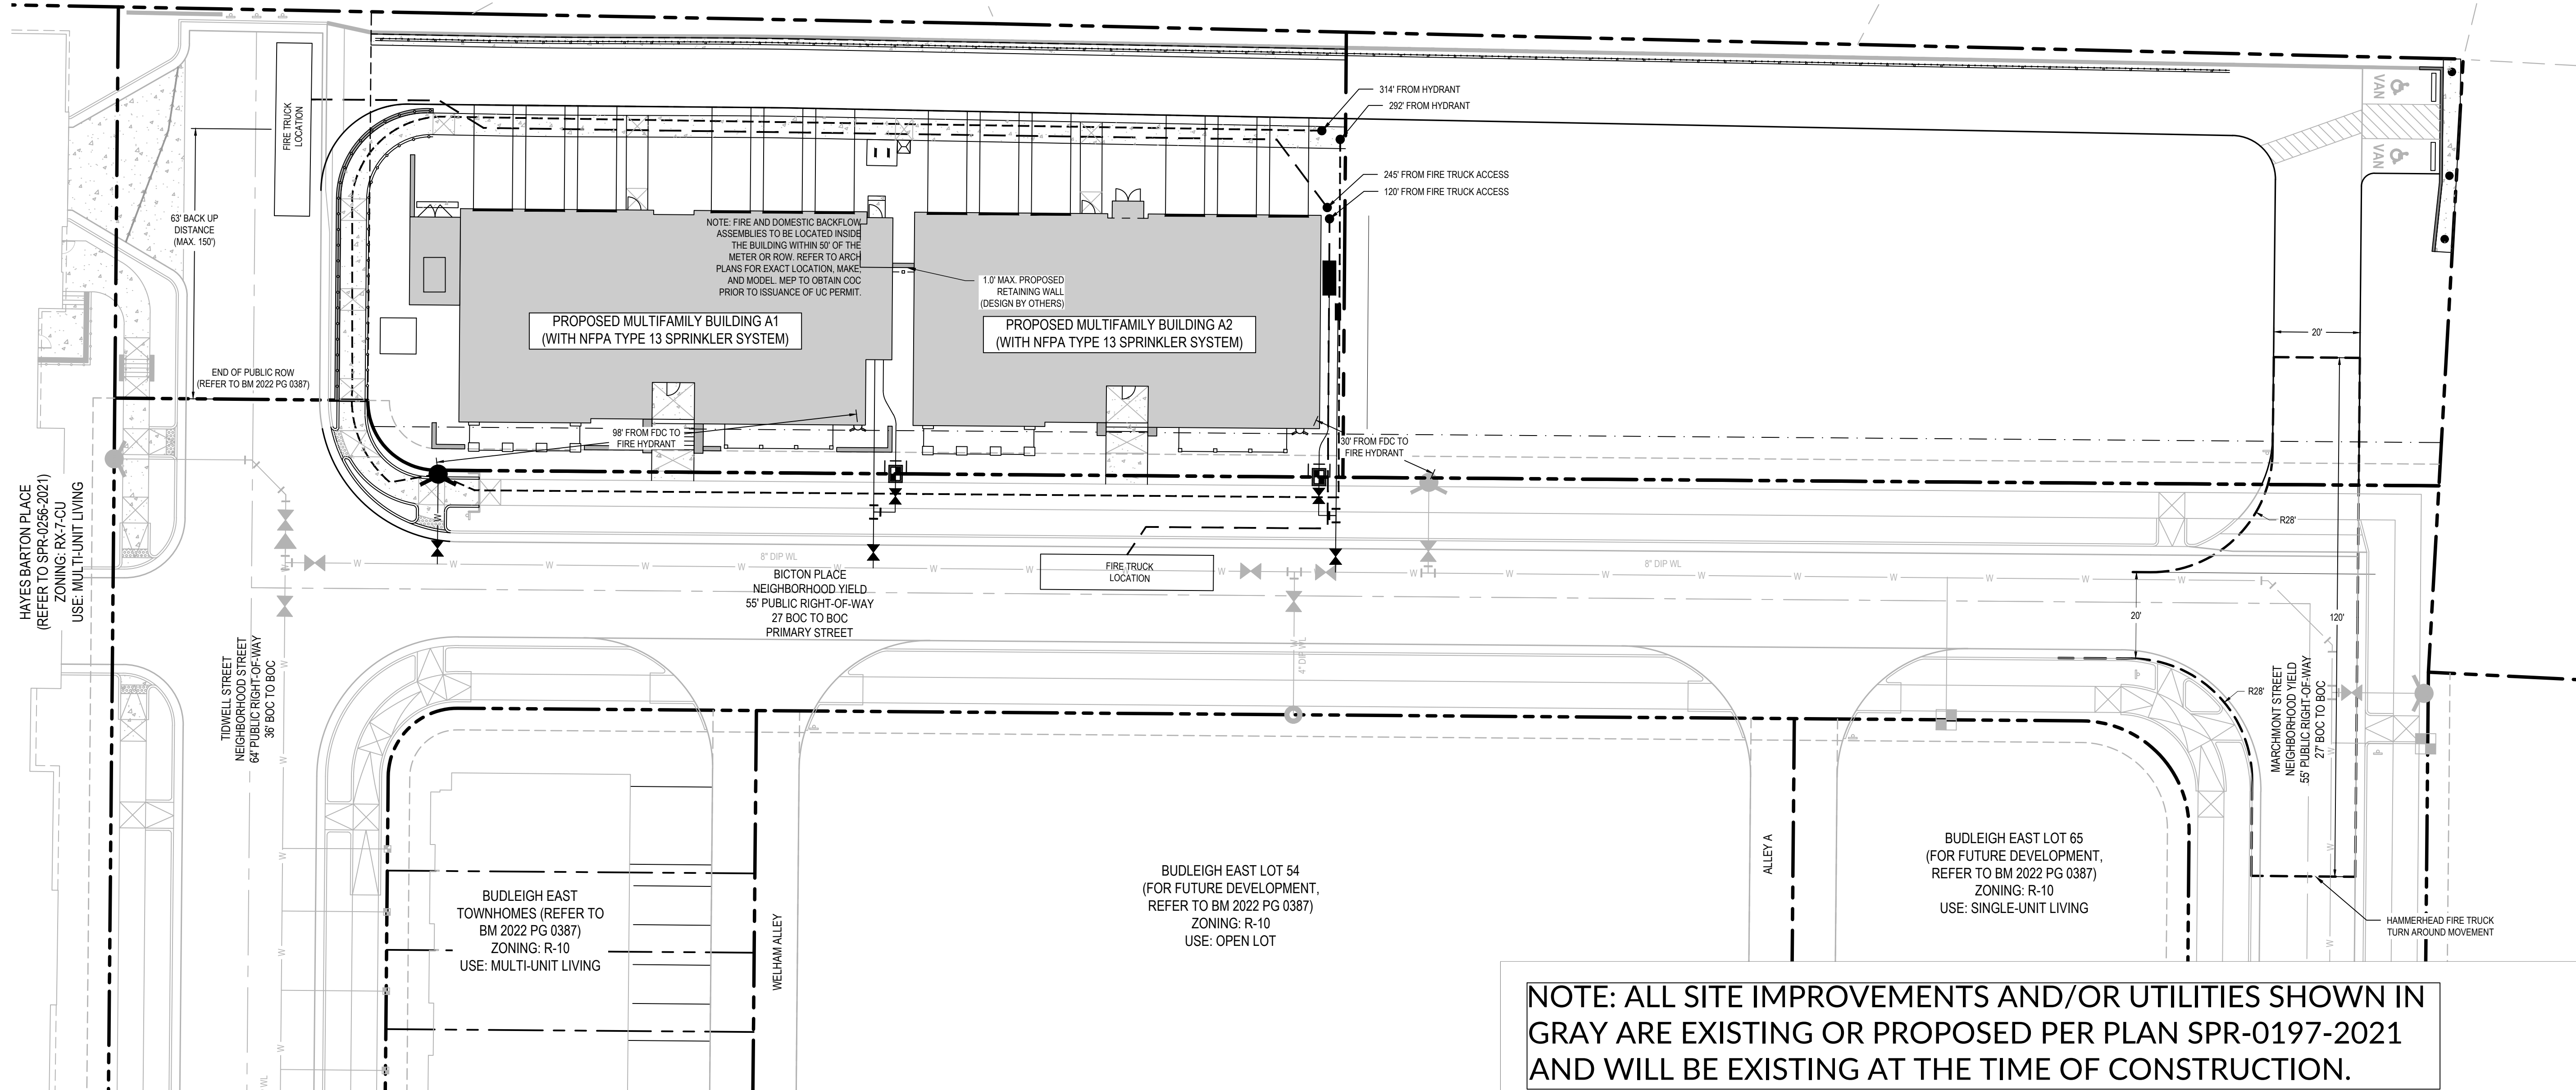 FIRE TRUCK
LOCATION
63' BACK UP
DISTANCE
(MAX. 150')
END OF PUBLIC ROW
(REFER TO BM 2022 PG 0387)
HAYES BARTON PLACE
(REFER TO SPR-0256-2021)
ZONING: RX-7-CU
USE: MULTI-UNIT LIVING
314' FROM HYDRANT
292' FROM HYDRANT
245' FROM FIRE TRUCK ACCESS
120' FROM FIRE TRUCK ACCESS
NOTE: FIRE AND DOMESTIC BACKFLOW
ASSEMBLIES TO BE LOCATED INSIDE
THE BUILDING WITHIN 50' OF THE
METER OR ROW. REFER TO ARCH
PLANS FOR EXACT LOCATION, MAKE,
AND MODEL. MEP TO OBTAIN COC
PRIOR TO ISSUANCE OF UC PERMIT.
1.0' MAX. PROPOSED
RETAINING WALL
(DESIGN BY OTHERS)
PROPOSED MULTIFAMILY BUILDING A1
(WITH NFPA TYPE 13 SPRINKLER SYSTEM)
PROPOSED MULTIFAMILY BUILDING A2
(WITH NFPA TYPE 13 SPRINKLER SYSTEM)
98' FROM FDC TO
FIRE HYDRANT
30' FROM FDC TO
FIRE HYDRANT
VAN
VAN
20'
R28'
8" DIP WL
8" DIP WL
W W W W W W W W W W W W W W W W W W
FIRE TRUCK
LOCATION
BICTON PLACE
NEIGHBORHOOD YIELD
55' PUBLIC RIGHT-OF-WAY
27 BOC TO BOC
PRIMARY STREET
4" DIP WL
20'
120'
R28'
TIDWELL STREET
NEIGHBORHOOD STREET
64' PUBLIC RIGHT-OF-WAY
36' BOC TO BOC
MARCHMONT STREET
NEIGHBORHOOD YIELD
55' PUBLIC RIGHT-OF-WAY
27' BOC TO BOC
BUDLEIGH EAST
TOWNHOMES (REFER TO
BM 2022 PG 0387)
ZONING: R-10
USE: MULTI-UNIT LIVING
WELHAM ALLEY
BUDLEIGH EAST LOT 54
(FOR FUTURE DEVELOPMENT,
REFER TO BM 2022 PG 0387)
ZONING: R-10
USE: OPEN LOT
ALLEY A
BUDLEIGH EAST LOT 65
(FOR FUTURE DEVELOPMENT,
REFER TO BM 2022 PG 0387)
ZONING: R-10
USE: SINGLE-UNIT LIVING
HAMMERHEAD FIRE TRUCK
TURN AROUND MOVEMENT
NOTE: ALL SITE IMPROVEMENTS AND/OR UTILITIES SHOWN IN
GRAY ARE EXISTING OR PROPOSED PER PLAN SPR-0197-2021
AND WILL BE EXISTING AT THE TIME OF CONSTRUCTION.